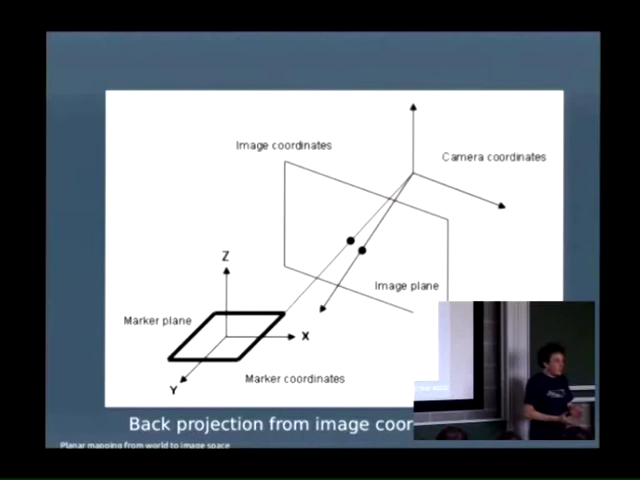 Image coordinates
Camera coordinates
Z
Image plane
Marker plane
X
Marker coordinates
Y
Back projection from image coor
Planar mapping from world to image space